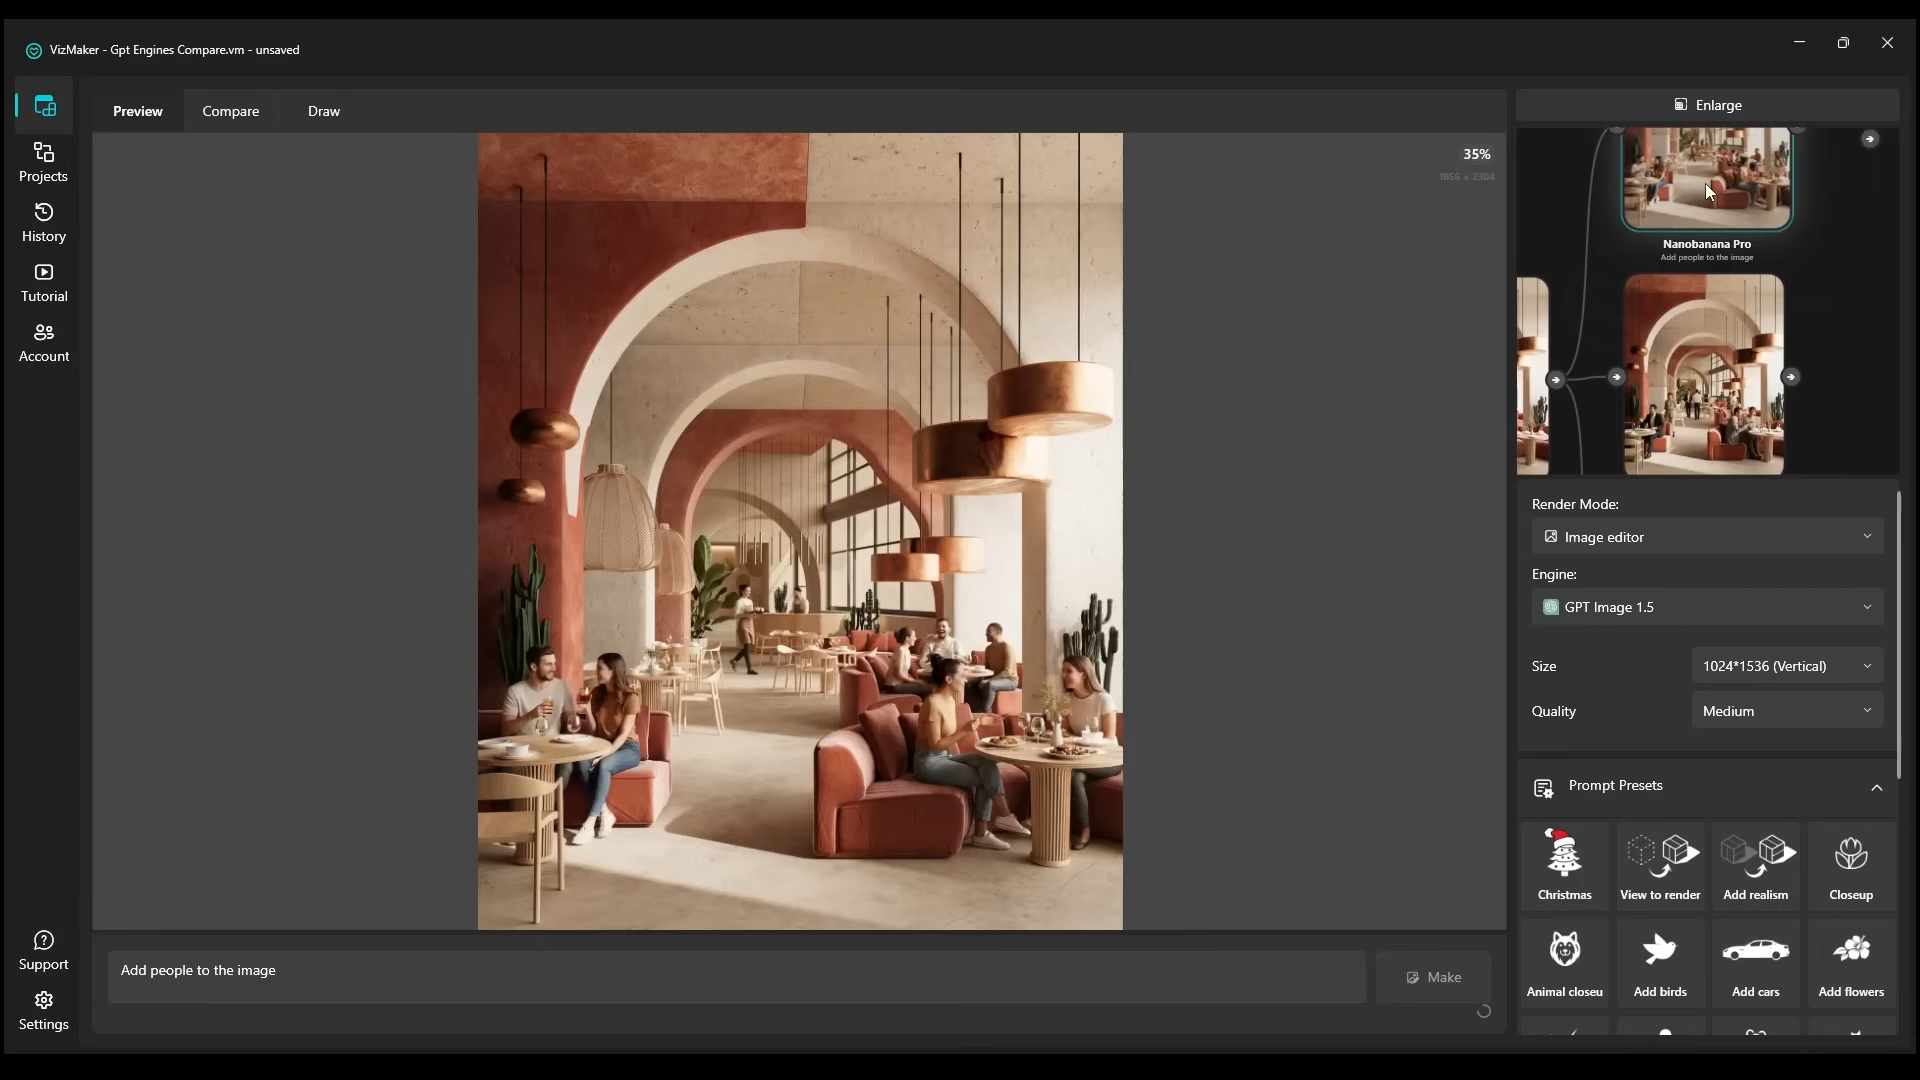 VizMaker - Gpt Engines Compare.vm - unsaved
Projects
History
Tutorial
Account
Support
Settings
Preview
Compare
Draw
35%
1856 × 2304
Add people to the image
Make
Enlarge
Nanobanana Pro
Add people to the image
Render Mode:
Image editor
Engine:
GPT Image 1.5
Size
1024*1536 (Vertical)
Quality
Medium
Prompt Presets
Christmas
View to render
Add realism
Closeup
Animal closeu
Add birds
Add cars
Add flowers